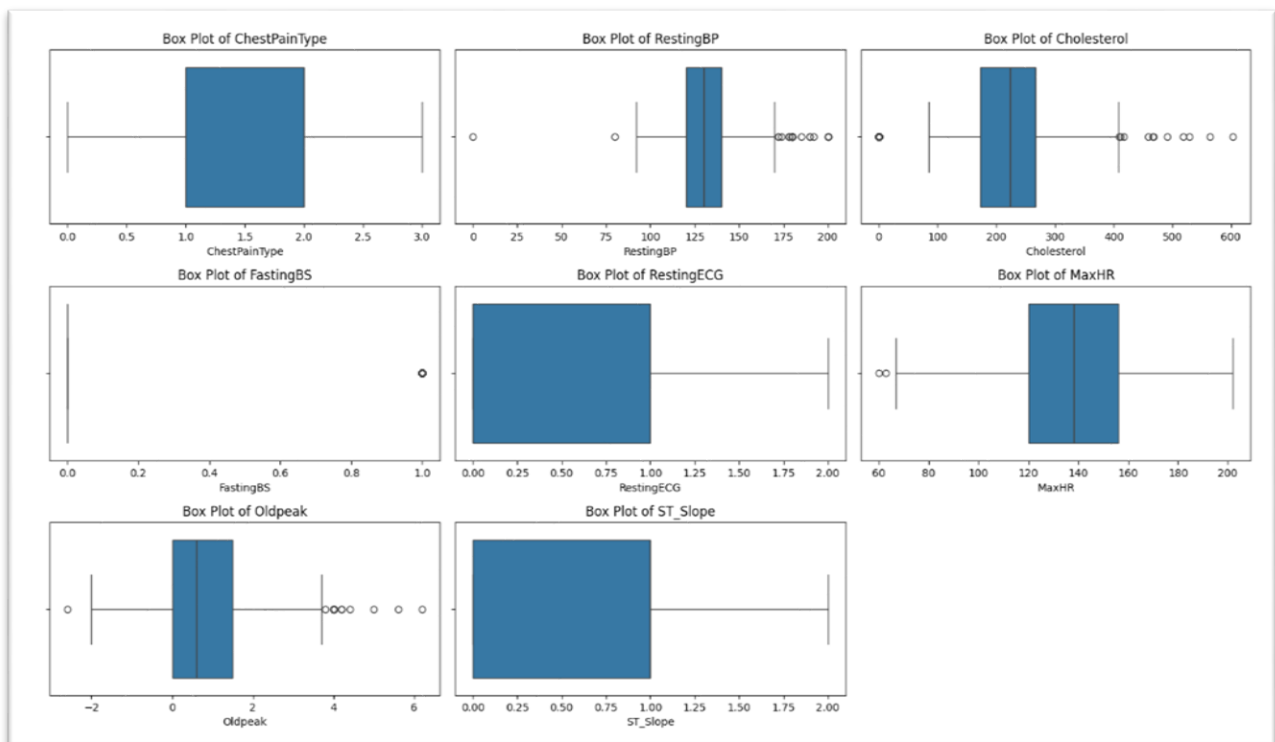 Box Plot of ChestPainType
0.0 0.5 1.0 1.5 2.0 2.5 3.0
ChestPainType
Box Plot of RestingBP
0 25 50 75 100 125 150 175 200
RestingBP
Box Plot of Cholesterol
0 100 200 300 400 500 600
Cholesterol
Box Plot of FastingBS
0.0 0.2 0.4 0.6 0.8 1.0
FastingBS
Box Plot of RestingECG
0.00 0.25 0.50 0.75 1.00 1.25 1.50 1.75 2.00
RestingECG
Box Plot of MaxHR
60 80 100 120 140 160 180 200
MaxHR
Box Plot of Oldpeak
−2 0 2 4 6
Oldpeak
Box Plot of ST_Slope
0.00 0.25 0.50 0.75 1.00 1.25 1.50 1.75 2.00
ST_Slope